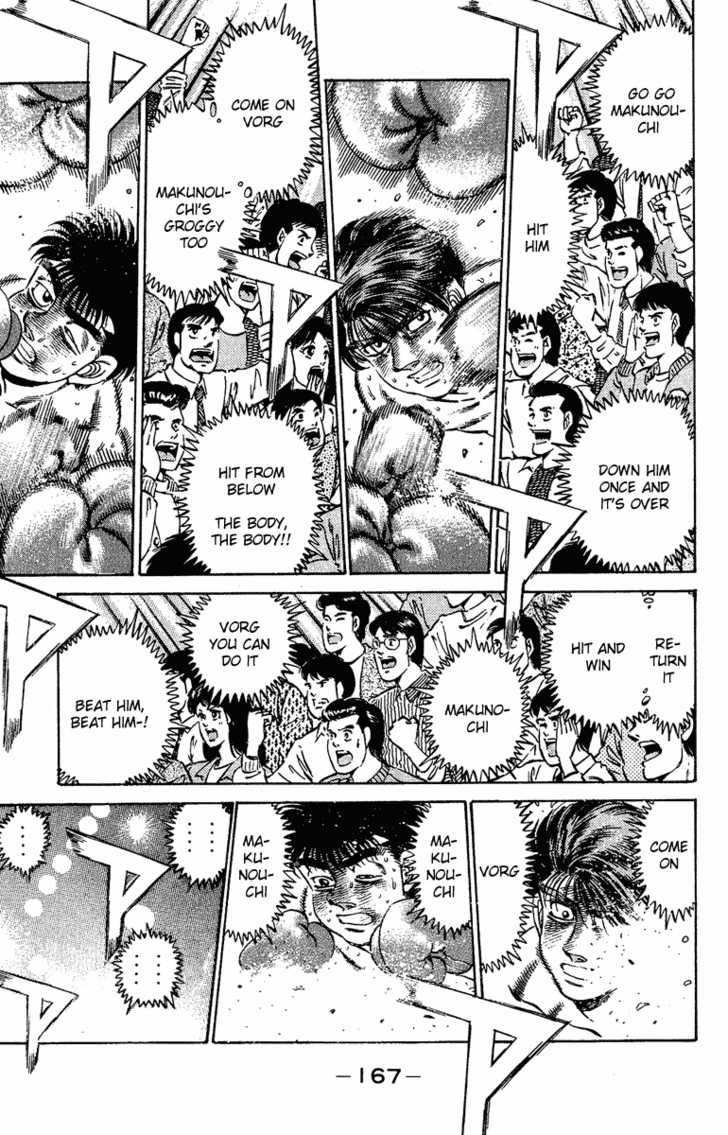 GO GO
MAKUNOU-
CHI
HIT
HIM
DOWN HIM
ONCE AND
IT'S OVER
COME ON
VORG
MAKUNOU-
CHI'S
GROGGY
TOO
HIT FROM
BELOW
THE BODY,
THE BODY!!
RE-
TURN
IT
HIT AND
WIN
MAKUNO-
CHI
VORG
YOU CAN
DO IT
BEAT HIM,
BEAT HIM-!
COME
ON
VORG
MA-
KU-
NOU-
CHI
MA-
KU-
NOU-
CHI
-167-